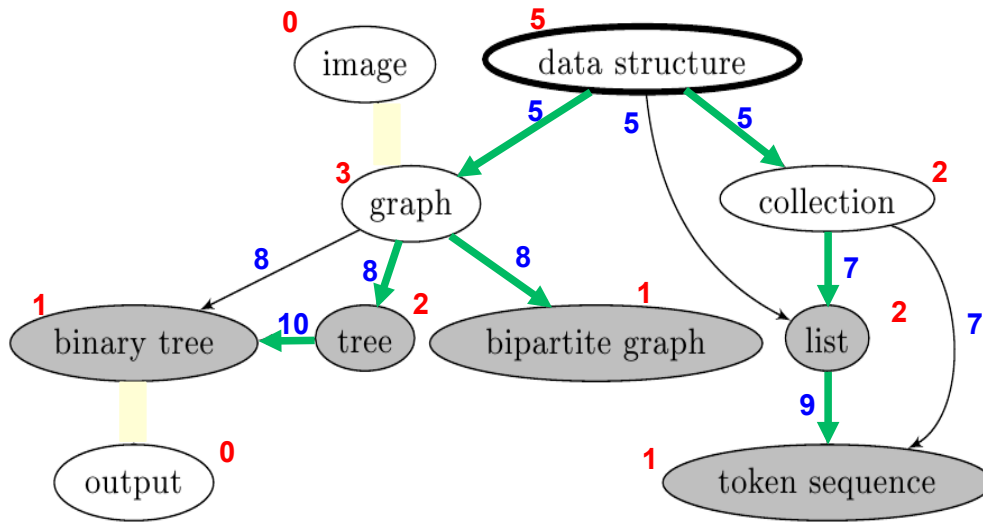 0
5
image
data structure
5
5
5
3
2
graph
collection
8
8
8
7
7
1
2
1
2
10
binary tree
tree
bipartite graph
list
9
0
1
output
token sequence